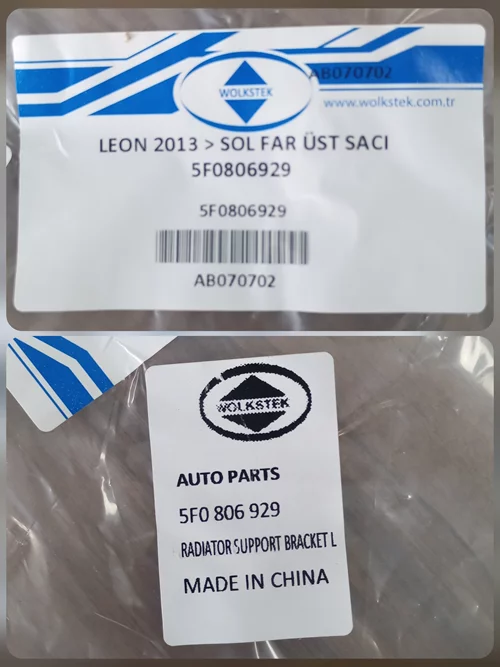 AB070702
WOLKSTEK
www.wolkstek.com.tr
LEON 2013 > SOL FAR ÜST SACI
5F0806929
5F0806929
AB070702
WOLKSTEK
AUTO PARTS
5F0 806 929
RADIATOR SUPPORT BRACKET L
MADE IN CHINA